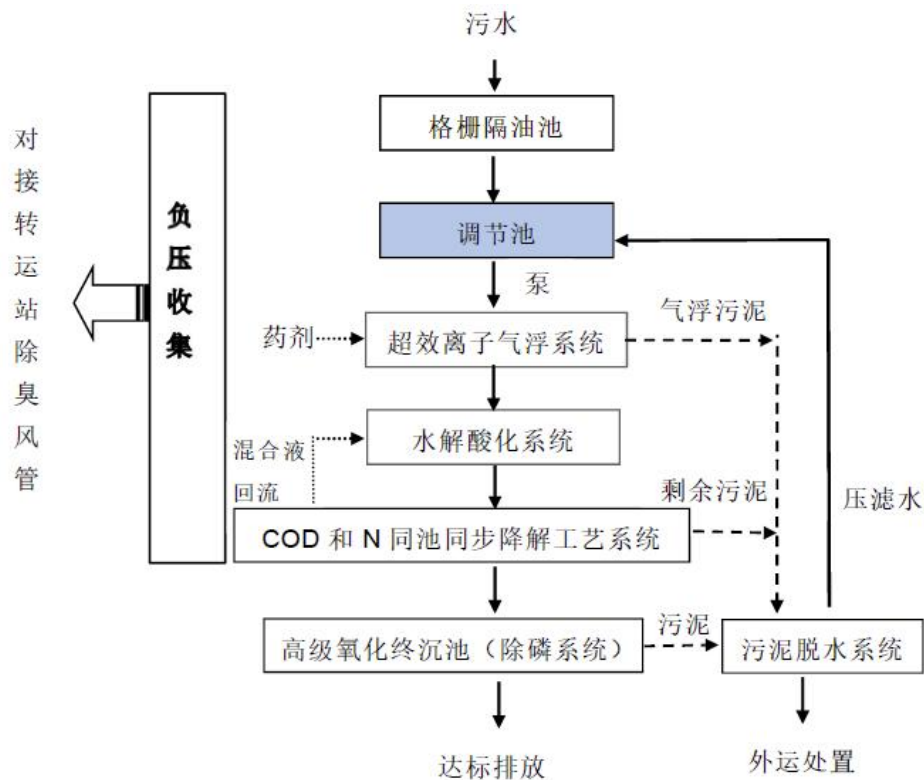 污水
格栅隔油池
调节池
泵
气浮污泥
药剂
超效离子气浮系统
混合液
回流
水解酸化系统
剩余污泥
压滤水
COD 和 N 同池同步降解工艺系统
污泥
高级氧化终沉池（除磷系统）
污泥脱水系统
达标排放
外运处置
负压收集
对接转运站除臭风管